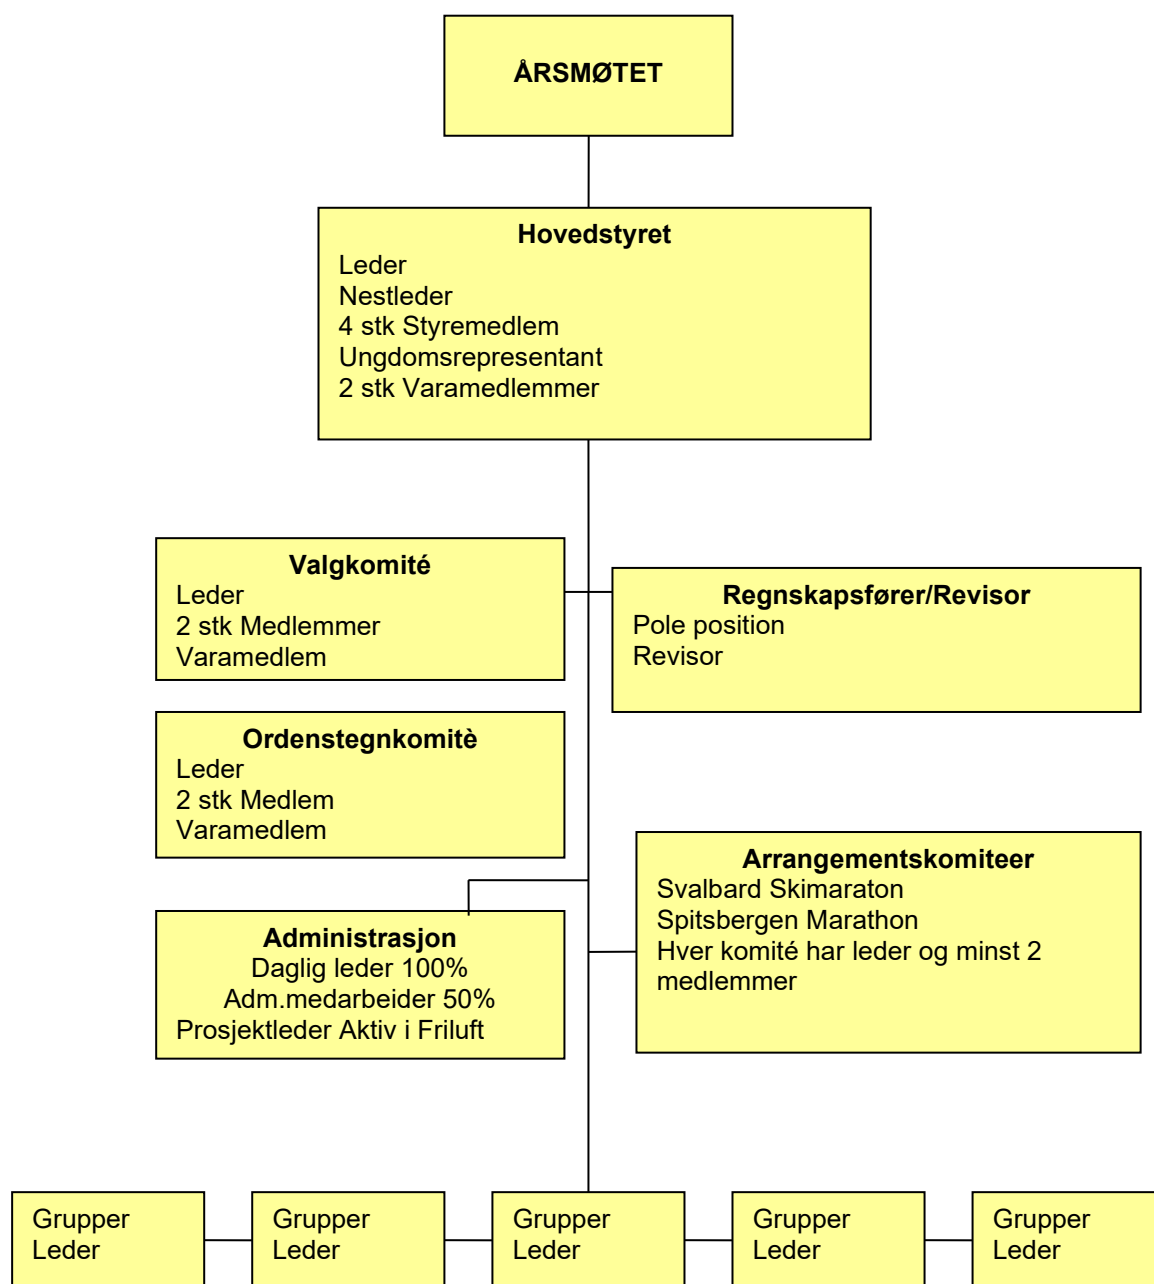 ÅRSMØTET
Hovedstyret
Leder
Nestleder
4 stk Styremedlem
Ungdomsrepresentant
2 stk Varamedlemmer
Valgkomité
Leder
2 stk Medlemmer
Varamedlem
Regnskapsfører/Revisor
Pole position
Revisor
Ordenstegnkomitè
Leder
2 stk Medlem
Varamedlem
Arrangementskomiteer
Svalbard Skimaraton
Spitsbergen Marathon
Hver komité har leder og minst 2
medlemmer
Administrasjon
Daglig leder 100%
Adm.medarbeider 50%
Prosjektleder Aktiv i Friluft
Grupper
Leder
Grupper
Leder
Grupper
Leder
Grupper
Leder
Grupper
Leder